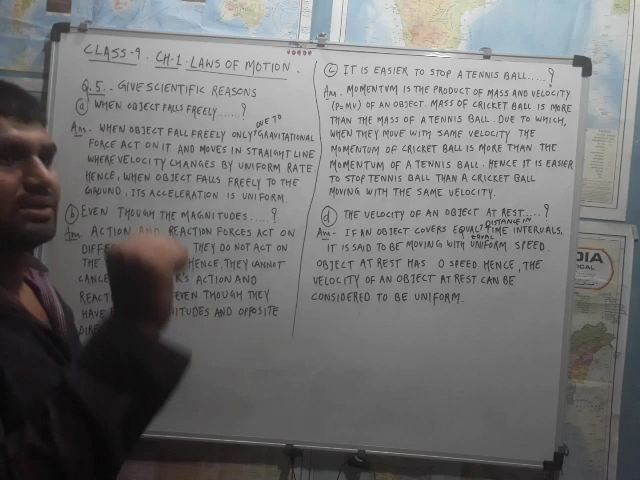 CLASS-9. CH-1. LAWS OF MOTION.
Q.5. - GIVE SCIENTIFIC REASONS
(a) WHEN OBJECT FALLS FREELY......?
Ans. WHEN OBJECT FALL FREELY ONLY DUE TO GRAVITATIONAL
FORCE ACT ON IT AND MOVES IN STRAIGHT LINE
WHERE VELOCITY CHANGES BY UNIFORM RATE
HENCE, WHEN OBJECT FALLS FREELY TO THE
GROUND. ITS ACCELERATION IS UNIFORM
(b) EVEN THOUGH THE MAGNITUDES.....?
Ans. ACTION AND REACTION FORCES ACT ON
DIFFE THEY DO NOT ACT ON
THE HENCE, THEY CANNOT
CANCE R'S ACTION AND
REACTI EVEN THOUGH THEY
HAVE ITUDES AND OPPOSITE
DIRE
(c) IT IS EASIER TO STOP A TENNIS BALL.....?
Ans. MOMENTUM IS THE PRODUCT OF MASS AND VELOCITY
(P=MV) OF AN OBJECT. MASS OF CRICKET BALL IS MORE
THAN THE MASS OF A TENNIS BALL. DUE TO WHICH,
WHEN THEY MOVE WITH SAME VELOCITY THE
MOMENTUM OF CRICKET BALL IS MORE THAN THE
MOMENTUM OF A TENNIS BALL. HENCE IT IS EASIER
TO STOP TENNIS BALL THAN A CRICKET BALL
MOVING WITH THE SAME VELOCITY.
(d) THE VELOCITY OF AN OBJECT AT REST.....?
Ans- IF AN OBJECT COVERS EQUAL DISTANCE IN EQUAL TIME INTERVALS,
IT IS SAID TO BE MOVING WITH UNIFORM SPEED.
OBJECT AT REST HAS 0 SPEED. HENCE, THE
VELOCITY OF AN OBJECT AT REST CAN BE
CONSIDERED TO BE UNIFORM.
DIA